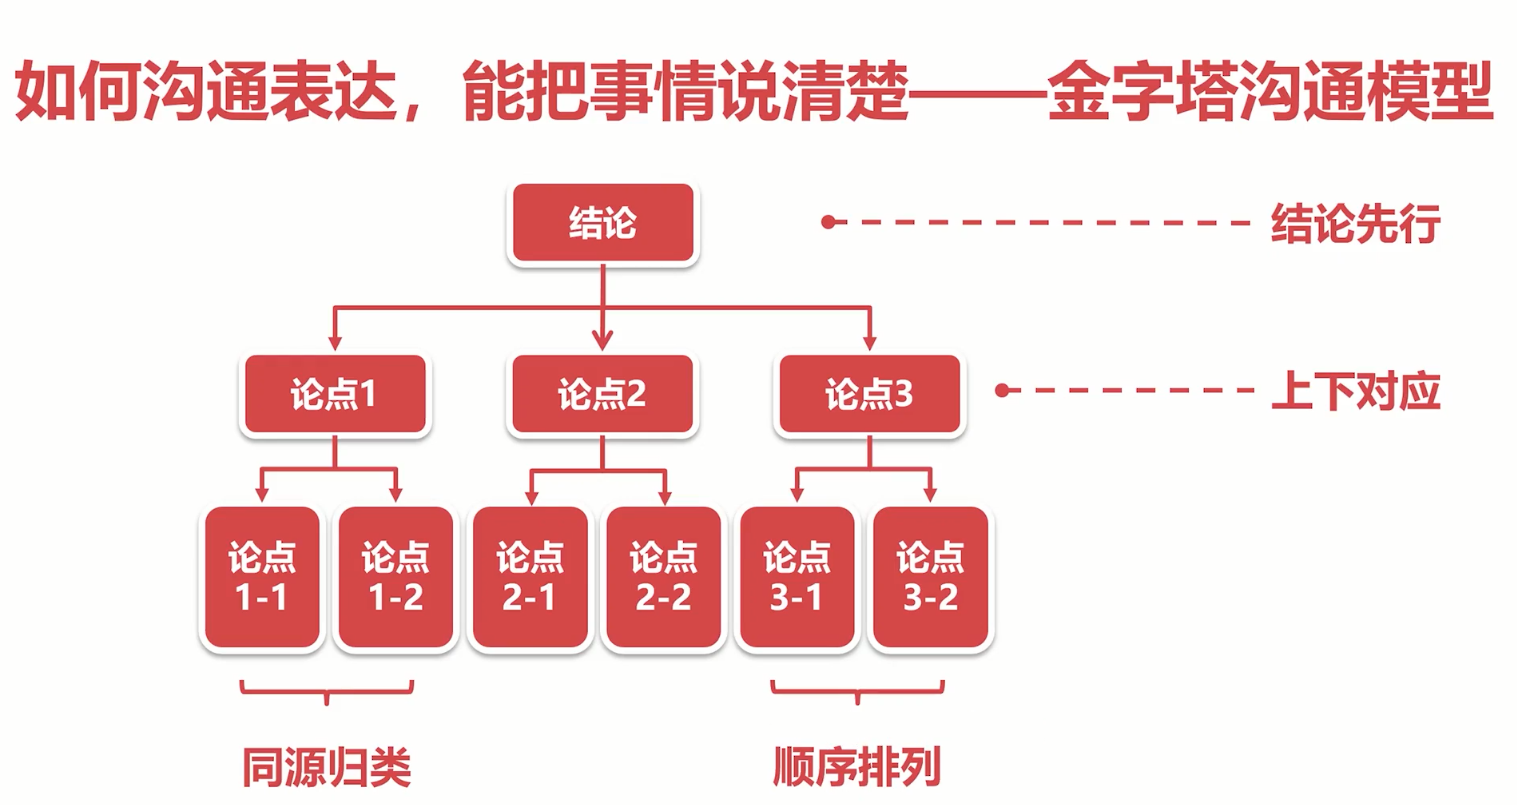 如何沟通表达，能把事情说清楚——金字塔沟通模型
结论
结论先行
论点1
论点2
论点3
上下对应
论点
1-1
论点
1-2
论点
2-1
论点
2-2
论点
3-1
论点
3-2
同源归类
顺序排列